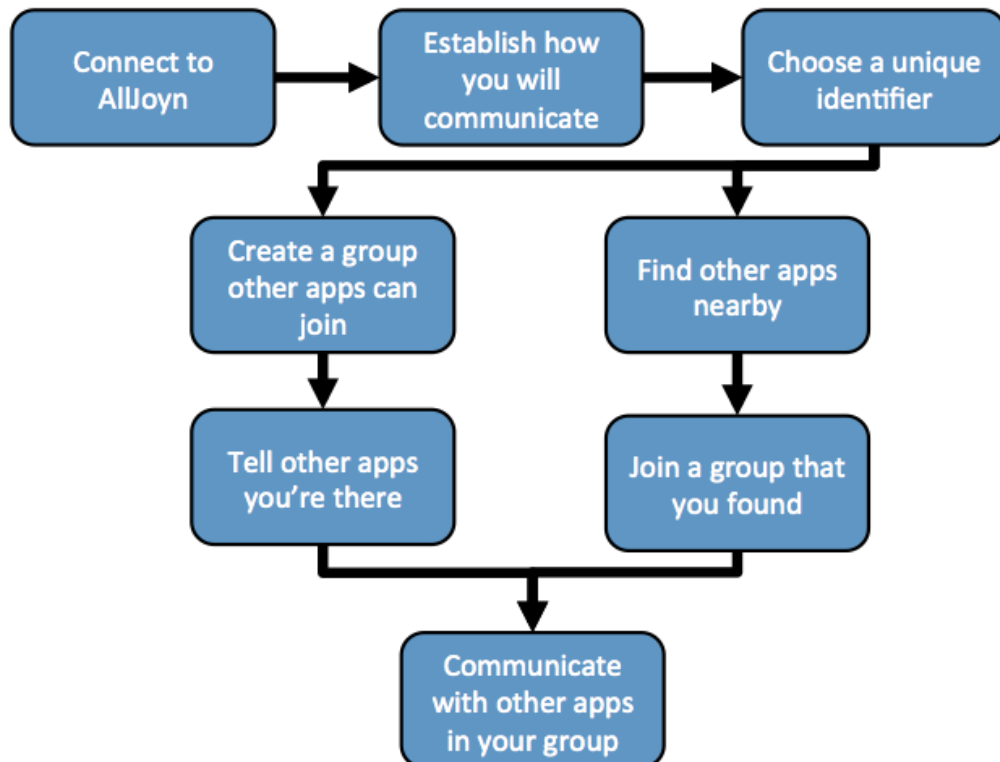 Connect to
AllJoyn
Establish how
you will
communicate
Choose a unique
identifier
Create a group
other apps can
join
Find other apps
nearby
Tell other apps
you're there
Join a group that
you found
Communicate
with other apps
in your group